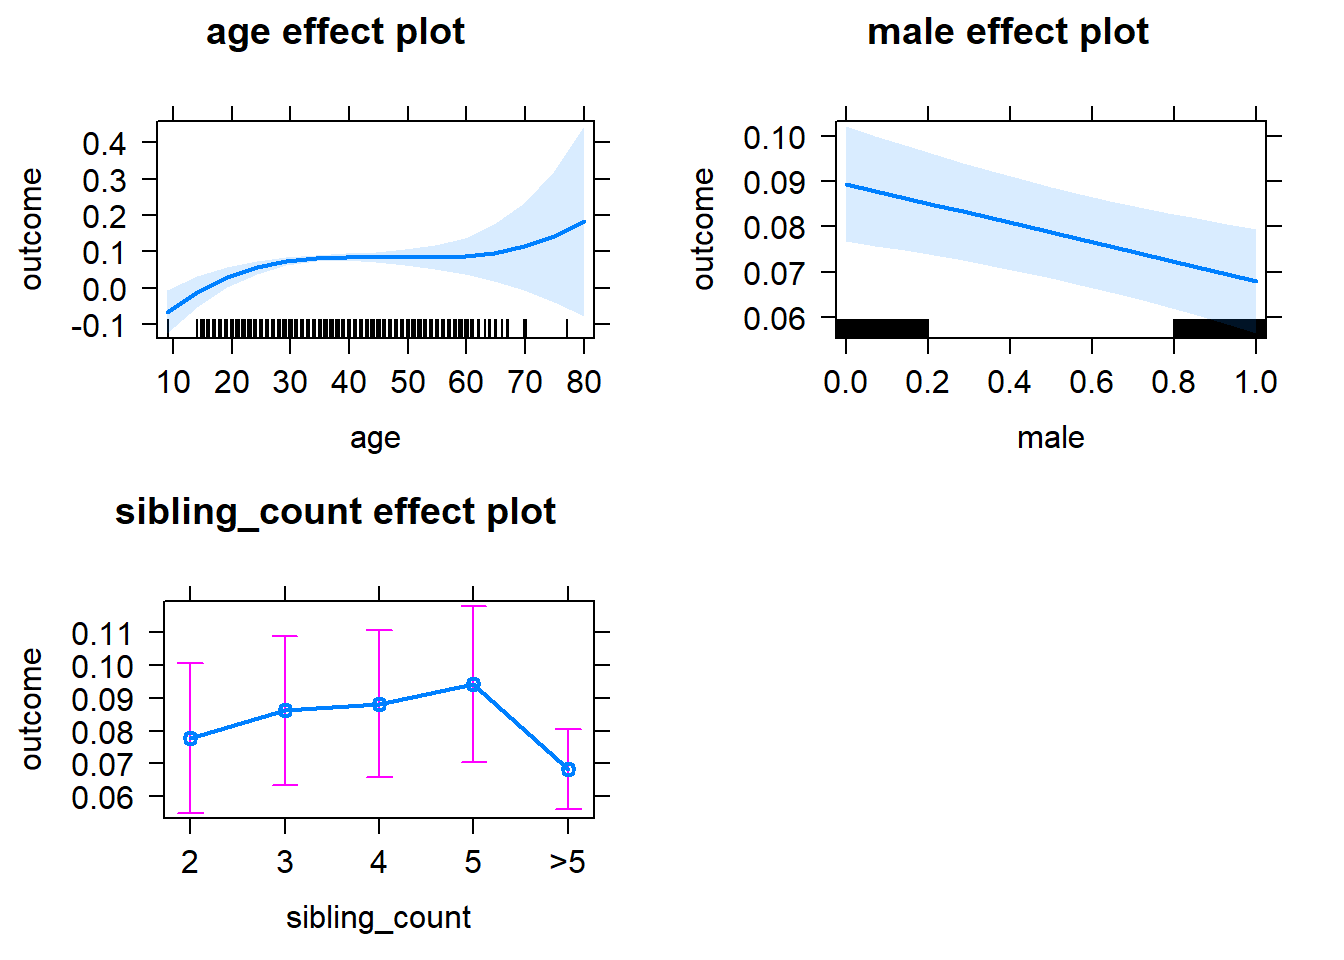 age effect plot
outcome
0.4
0.3
0.2
0.1
0.0
-0.1
10 20 30 40 50 60 70 80
age
male effect plot
outcome
0.10
0.09
0.08
0.07
0.06
0.0 0.2 0.4 0.6 0.8 1.0
male
sibling_count effect plot
outcome
0.11
0.10
0.09
0.08
0.07
0.06
2 3 4 5 >5
sibling_count